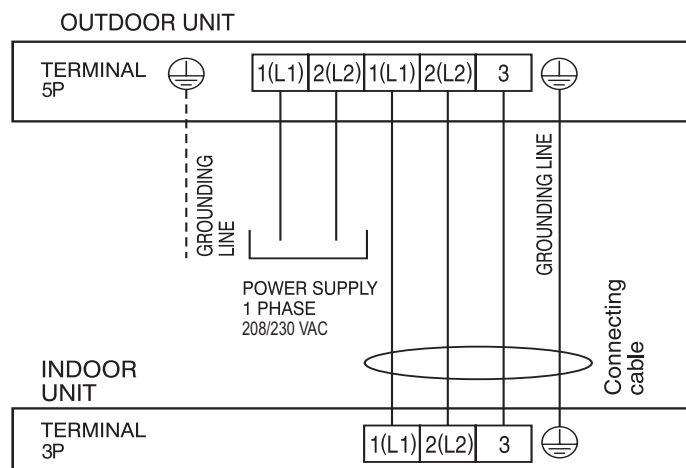 OUTDOOR UNIT
TERMINAL
5P
1(L1) 2(L2) 1(L1) 2(L2) 3
GROUNDING
LINE
GROUNDING LINE
POWER SUPPLY
1 PHASE
208/230 VAC
Connecting
cable
INDOOR
UNIT
TERMINAL
3P
1(L1) 2(L2) 3